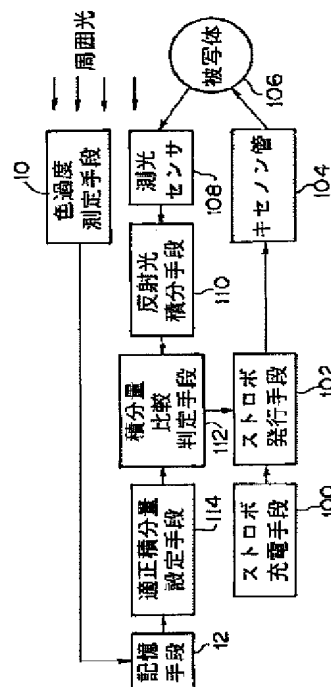 周囲光
10
色過度
測定手段
被写体
106
測光
センサ
108
反射光
積分手段
110
積分量
比較
判定手段
112
適正積分量
設定手段
114
記憶
手段
12
キセノン管
104
ストロボ
発行手段
102
ストロボ
充電手段
100